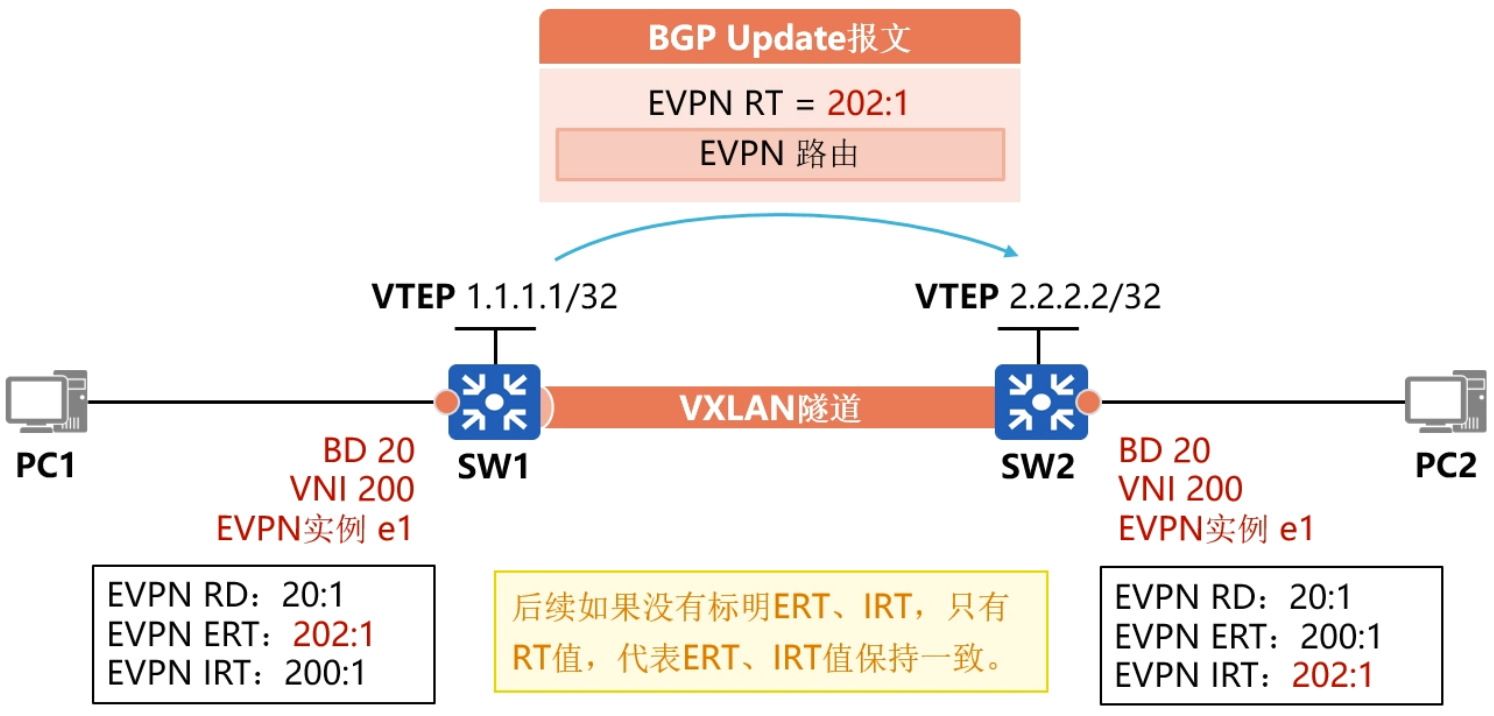 BGP Update报文
EVPN RT = 202:1
EVPN 路由
VTEP 1.1.1.1/32
VTEP 2.2.2.2/32
VXLAN隧道
PC1
SW1
SW2
PC2
BD 20
VNI 200
EVPN实例 e1
BD 20
VNI 200
EVPN实例 e1
EVPN RD：20:1
EVPN ERT：202:1
EVPN IRT：200:1
后续如果没有标明ERT、IRT，只有
RT值，代表ERT、IRT值保持一致。
EVPN RD：20:1
EVPN ERT：200:1
EVPN IRT：202:1